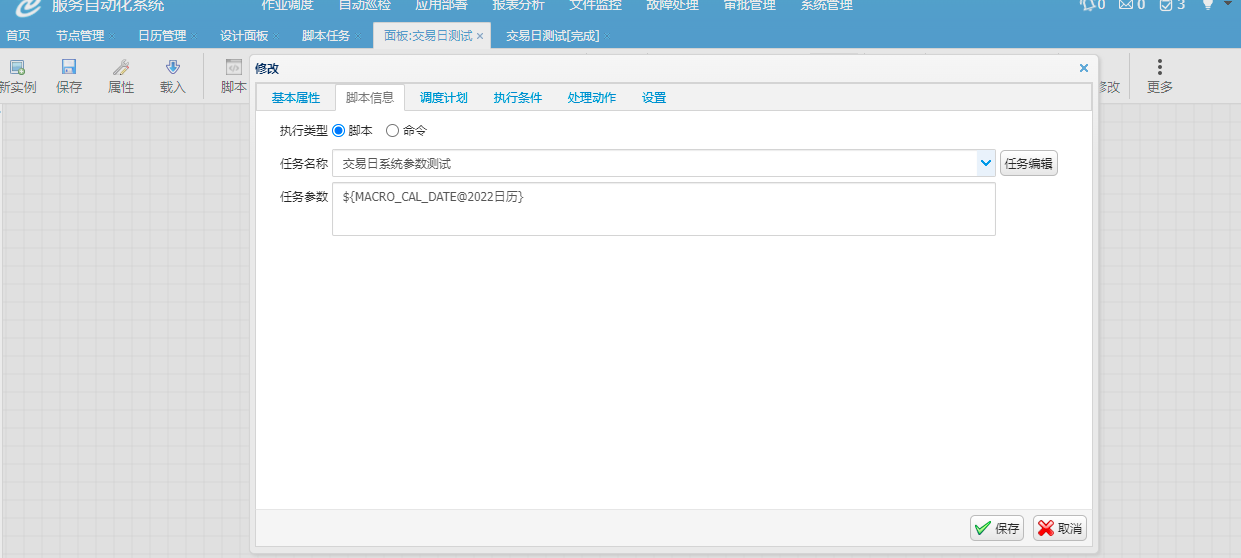 服务自动化系统
作业调度 自动巡检 应用部署 报表分析 文件监控 故障处理 审批管理 系统管理 0 0 3
首页 节点管理 日历管理 设计面板 脚本任务 面板:交易日测试 × 交易日测试[完成]
新实例 保存 属性 载入 脚本 修改 更多
修改 ×
基本属性 脚本信息 调度计划 执行条件 处理动作 设置
执行类型 脚本 命令
任务名称 交易日系统参数测试 任务编辑
任务参数 ${MACRO_CAL_DATE@2022日历}
保存 取消